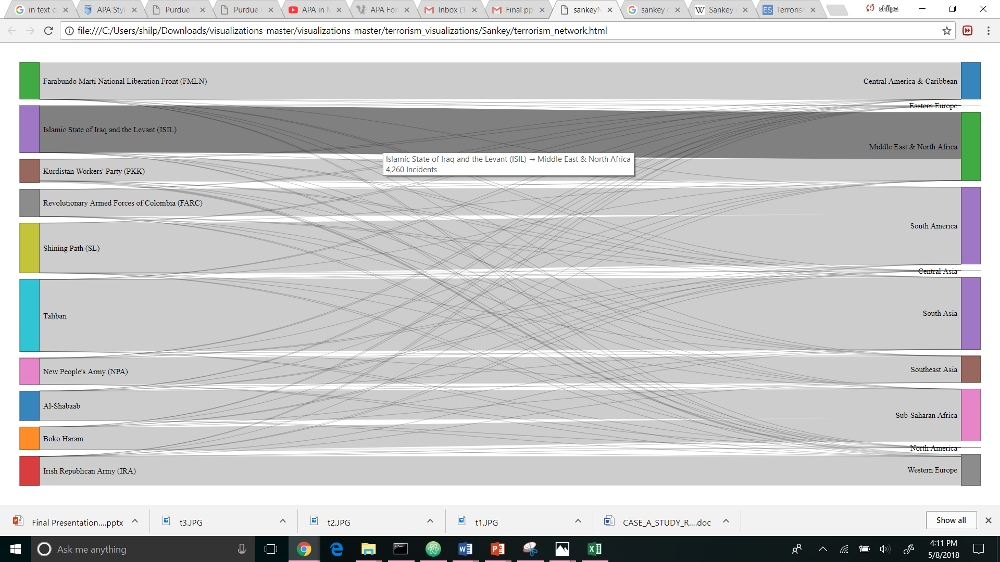 in text c
APA Styl
Purdue
Purdue
APA in
APA For
Inbox (1
Final pp
sankeyN
sankey
Sankey
Terroris
shilpa
file:///C:/Users/shilp/Downloads/visualizations-master/visualizations-master/terrorism_visualizations/Sankey/terrorism_network.html
Farabundo Marti National Liberation Front (FMLN)
Central America & Caribbean
Eastern Europe
Islamic State of Iraq and the Levant (ISIL)
Middle East & North Africa
Islamic State of Iraq and the Levant (ISIL) → Middle East & North Africa
4,260 Incidents
Kurdistan Workers' Party (PKK)
Revolutionary Armed Forces of Colombia (FARC)
South America
Shining Path (SL)
Central Asia
Taliban
South Asia
New People's Army (NPA)
Southeast Asia
Al-Shabaab
Sub-Saharan Africa
Boko Haram
North America
Irish Republican Army (IRA)
Western Europe
Final Presentation....pptx
t3.JPG
t2.JPG
t1.JPG
CASE_A_STUDY_R....doc
Show all
Ask me anything
4:11 PM
5/8/2018